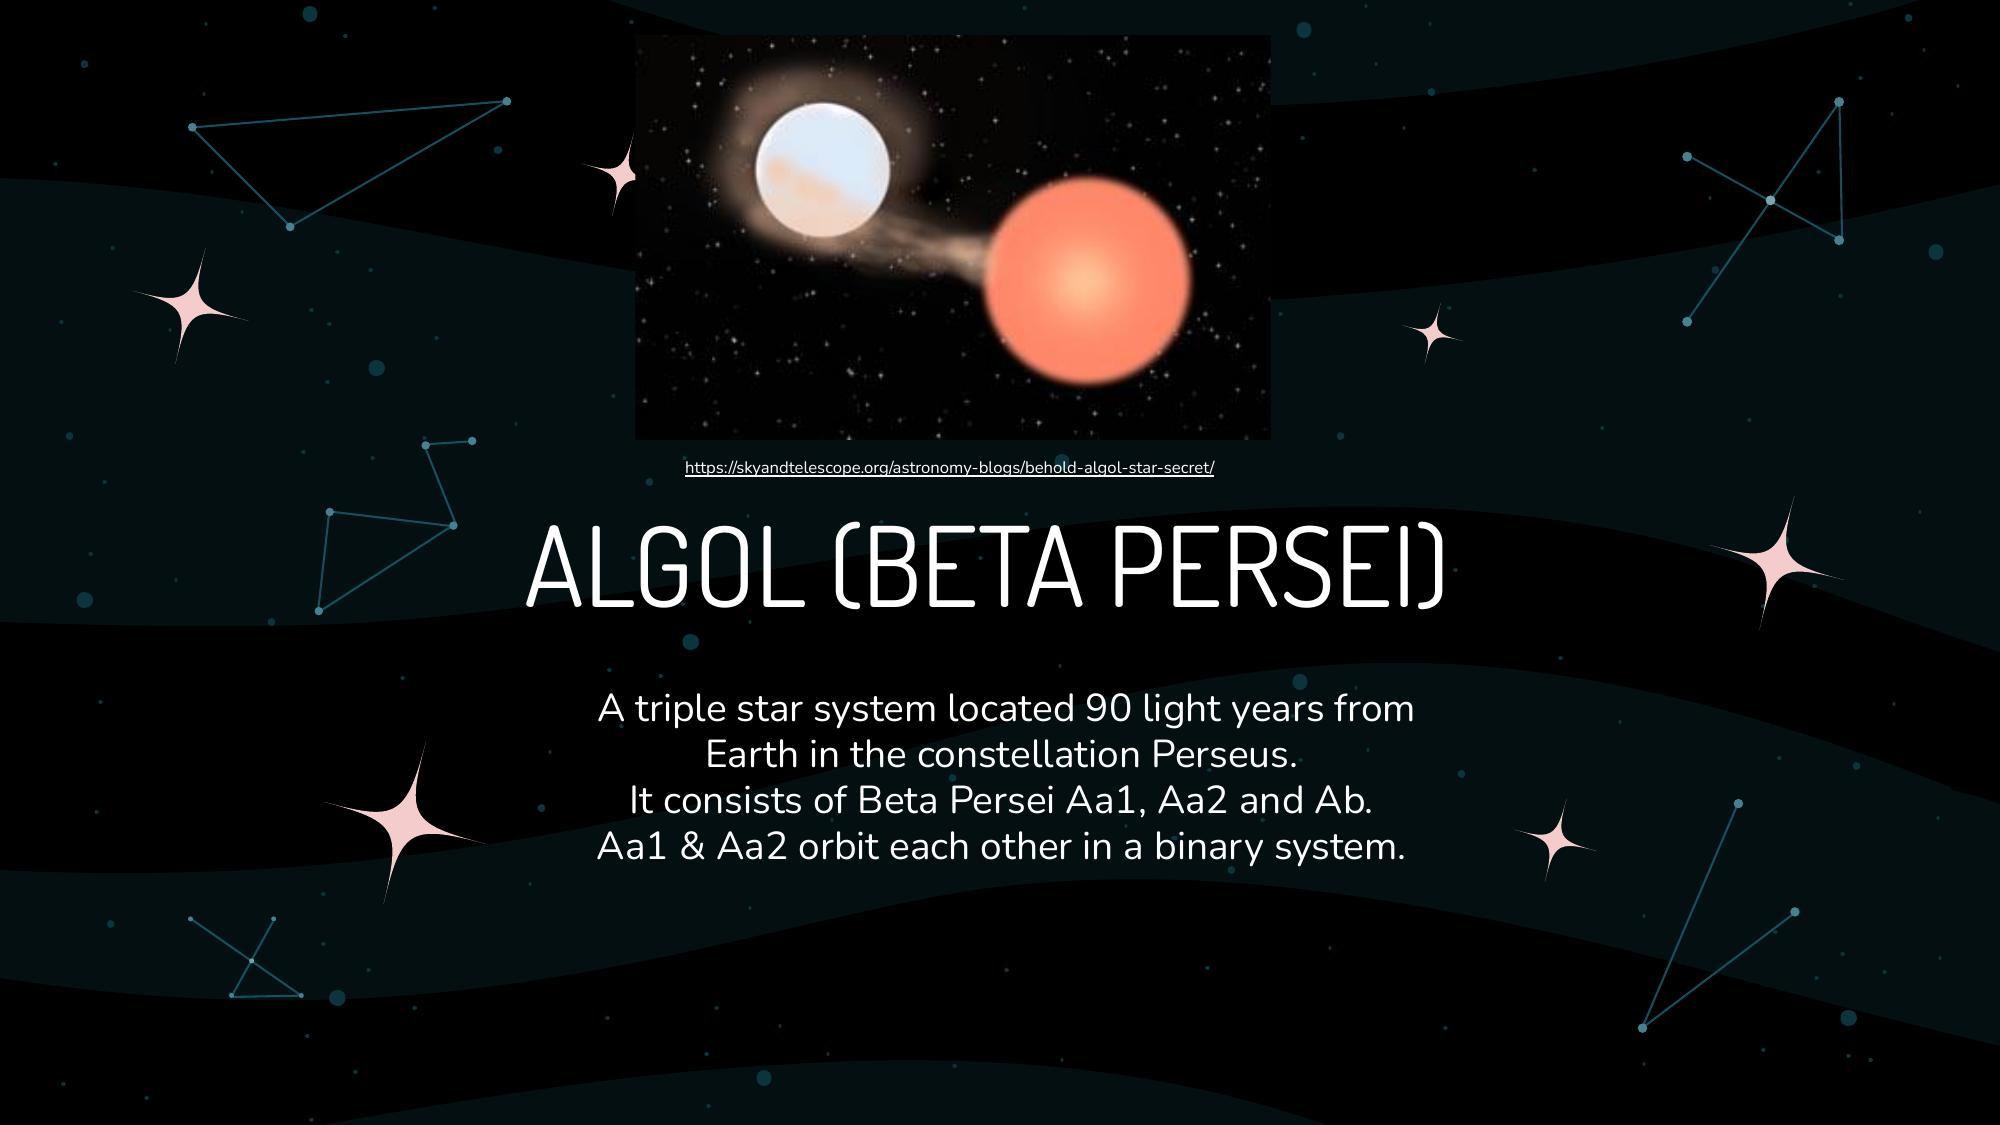 https://skyandtelescope.org/astronomy-blogs/behold-algol-star-secret/
ALGOL (BETA PERSEI)
A triple star system located 90 light years from
Earth in the constellation Perseus.
It consists of Beta Persei Aa1, Aa2 and Ab.
Aa1 & Aa2 orbit each other in a binary system.